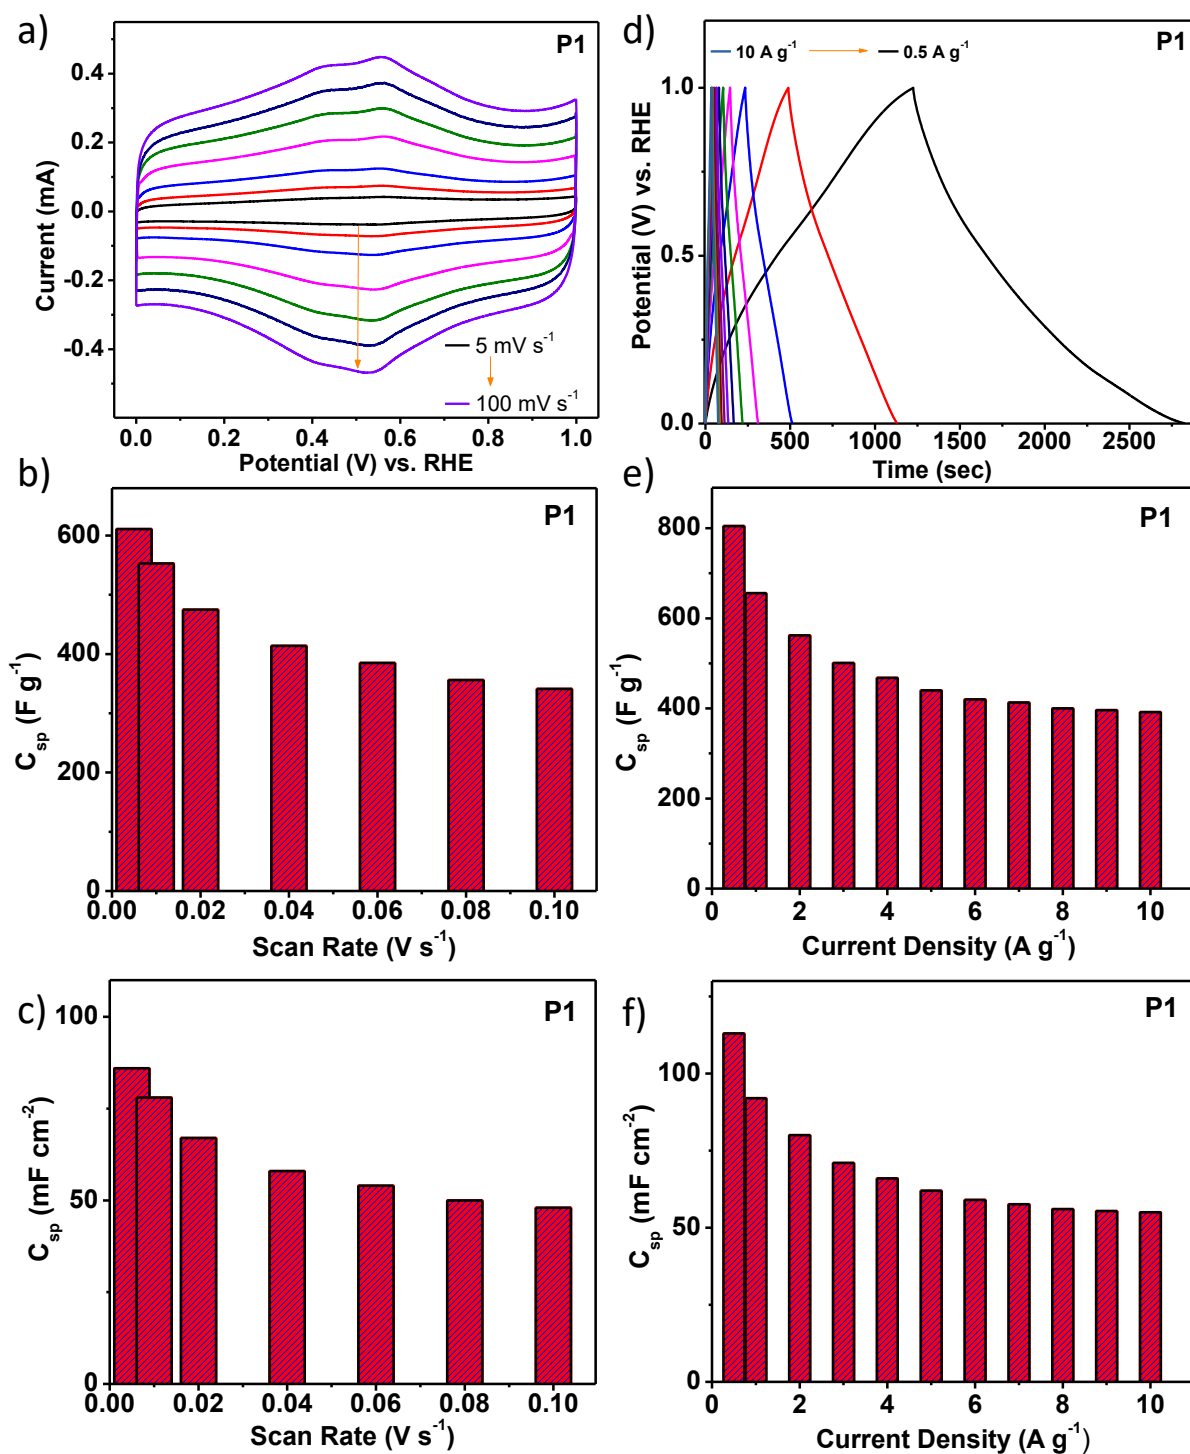 a)
P1
0.4
0.2
0.0
-0.2
-0.4
Current (mA)
5 mV s⁻¹
100 mV s⁻¹
0.0 0.2 0.4 0.6 0.8 1.0
Potential (V) vs. RHE
d)
P1
10 A g⁻¹ 0.5 A g⁻¹
1.0
0.5
0.0
Potential (V) vs. RHE
0 500 1000 1500 2000 2500
Time (sec)
b)
P1
600
400
200
0
C_sp (F g⁻¹)
0.00 0.02 0.04 0.06 0.08 0.10
Scan Rate (V s⁻¹)
e)
P1
800
600
400
200
0
C_sp (F g⁻¹)
0 2 4 6 8 10
Current Density (A g⁻¹)
c)
P1
100
50
0
C_sp (mF cm⁻²)
0.00 0.02 0.04 0.06 0.08 0.10
Scan Rate (V s⁻¹)
f)
P1
100
50
0
C_sp (mF cm⁻²)
0 2 4 6 8 10
Current Density (A g⁻¹)